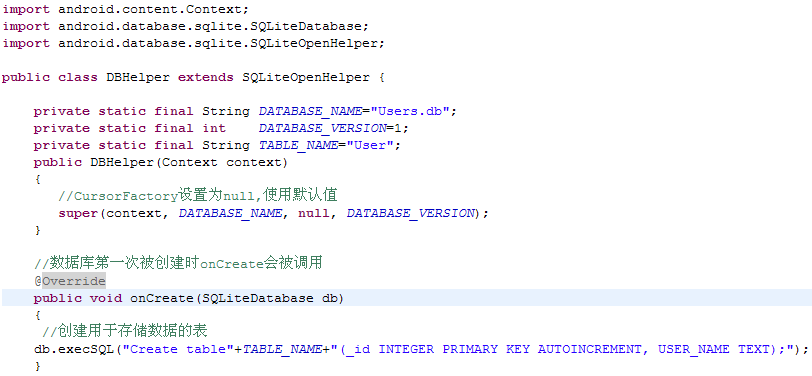 import android.content.Context;
import android.database.sqlite.SQLiteDatabase;
import android.database.sqlite.SQLiteOpenHelper;
public class DBHelper extends SQLiteOpenHelper {
private static final String DATABASE_NAME="Users.db";
private static final int    DATABASE_VERSION=1;
private static final String TABLE_NAME="User";
public DBHelper(Context context)
{
//CursorFactory设置为null,使用默认值
super(context, DATABASE_NAME, null, DATABASE_VERSION);
}
//数据库第一次被创建时onCreate会被调用
@Override
public void onCreate(SQLiteDatabase db)
{
//创建用于存储数据的表
db.execSQL("Create table"+TABLE_NAME+"(_id INTEGER PRIMARY KEY AUTOINCREMENT, USER_NAME TEXT);");
}